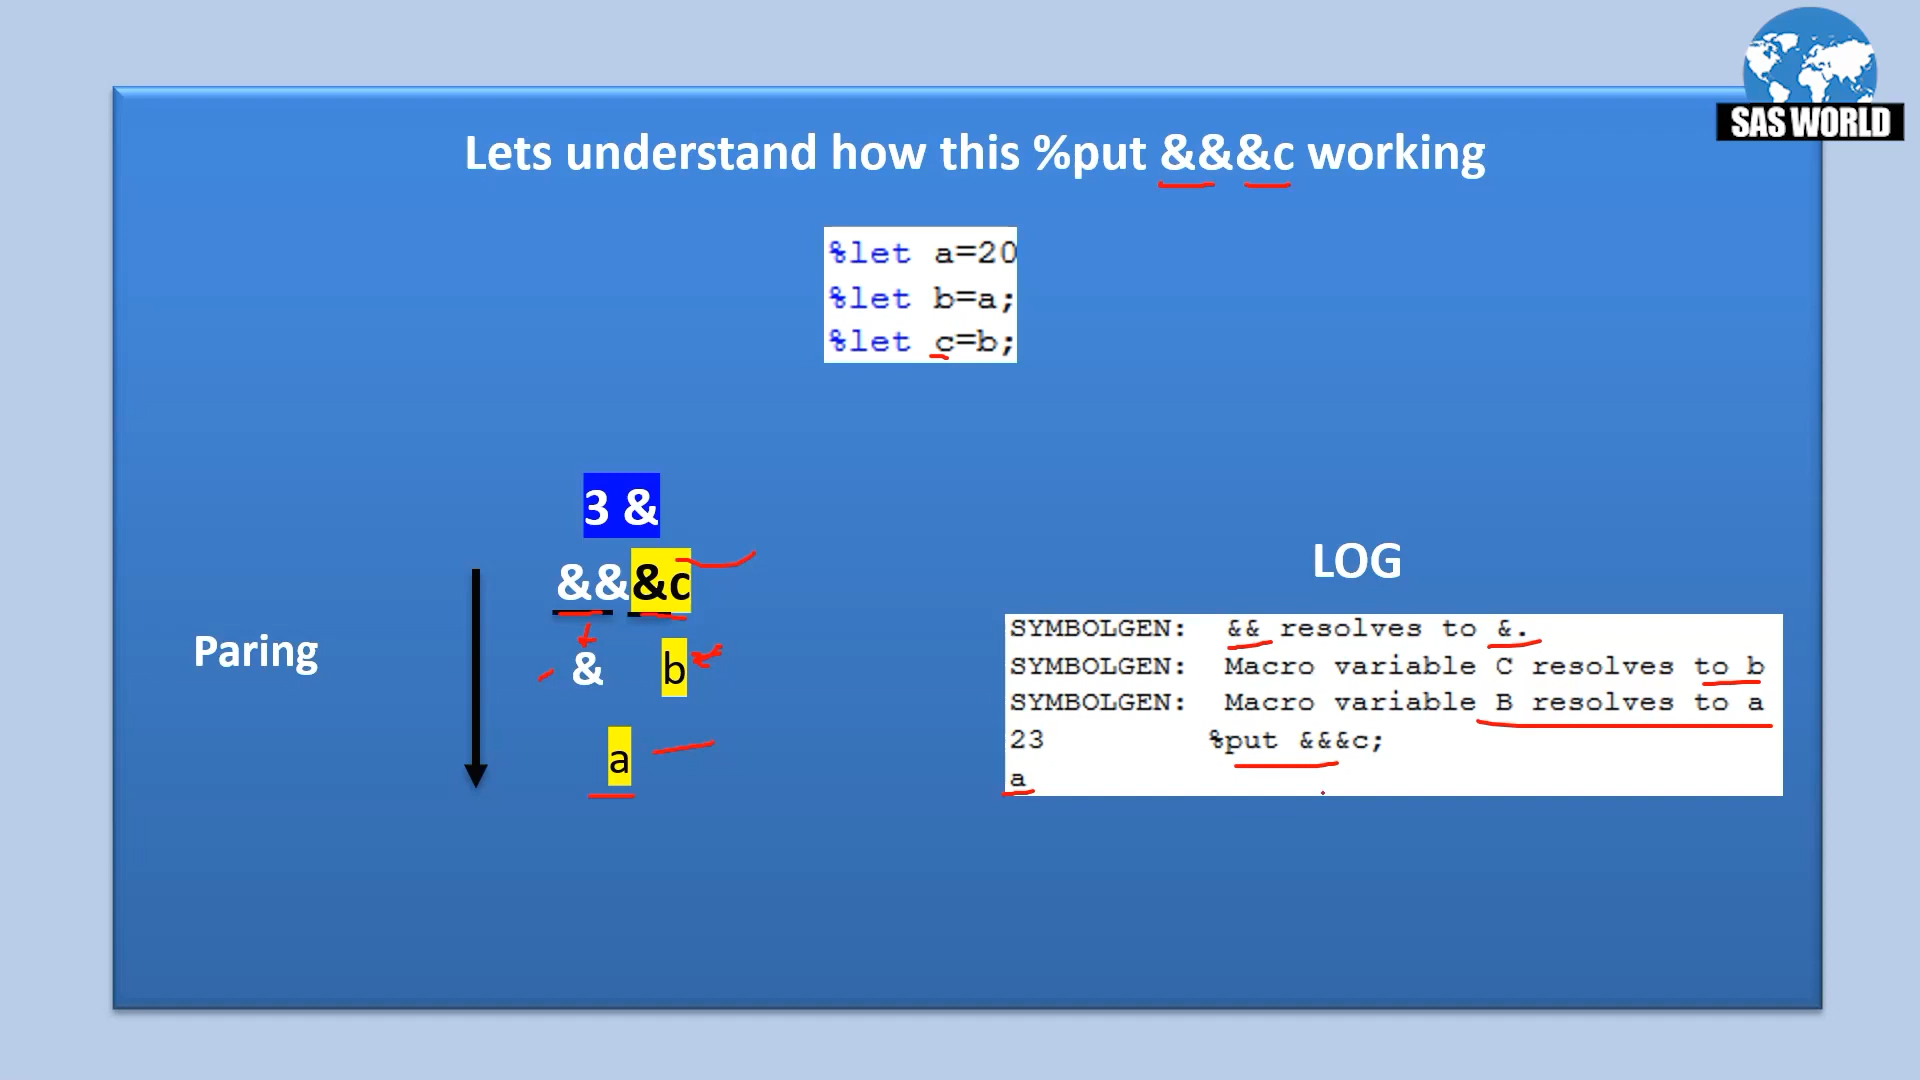 SAS WORLD
Lets understand how this %put &&&c working
%let a=20
%let b=a;
%let c=b;
3 &
&&&c
Paring
& b
a
LOG
SYMBOLGEN: && resolves to &.
SYMBOLGEN: Macro variable C resolves to b
SYMBOLGEN: Macro variable B resolves to a
23 %put &&&c;
a